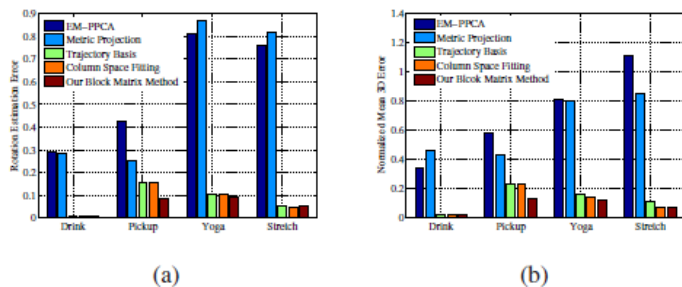 0.9
0.8
0.7
0.6
0.5
0.4
0.3
0.2
0.1
0
Rotation Estimation Error
EM-PPCA
Metric Projection
Trajectory Basis
Column Space Fitting
Our Block Matrix Method
Drink Pickup Yoga Stretch
(a)
1.4
1.2
1
0.8
0.6
0.4
0.2
0
Normalized Mean 3D Error
EM-PPCA
Metric Projection
Trajectory Basis
Column Space Fitting
Our Block Matrix Method
Drink Pickup Yoga Stretch
(b)